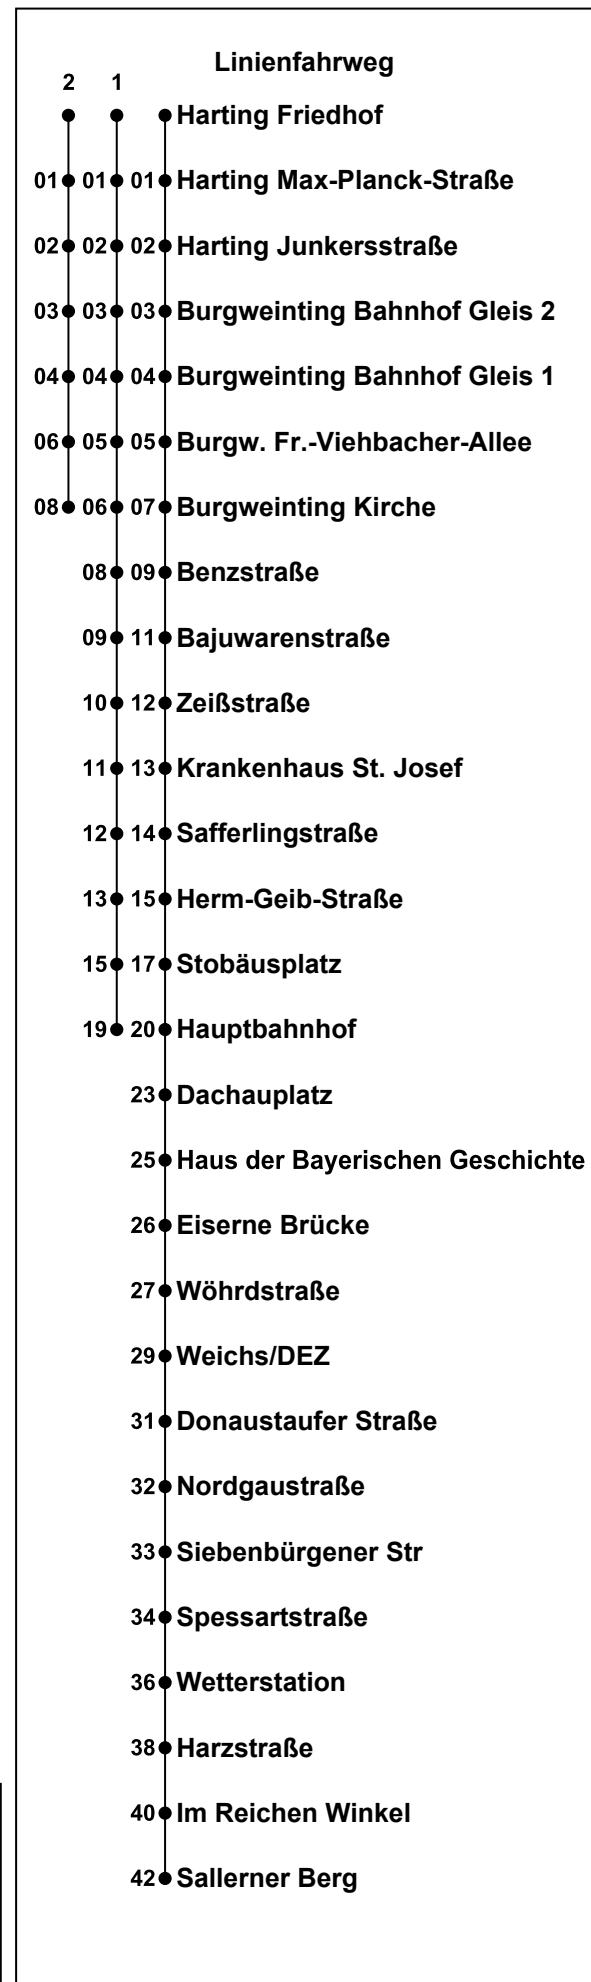 Linienfahrweg
2 1
Harting Friedhof
01 01 01 Harting Max-Planck-Straße
02 02 02 Harting Junkersstraße
03 03 03 Burgweinting Bahnhof Gleis 2
04 04 04 Burgweinting Bahnhof Gleis 1
06 05 05 Burgw. Fr.-Viehbacher-Allee
08 06 07 Burgweinting Kirche
08 09 Benzstraße
09 11 Bajuwarenstraße
10 12 Zeißstraße
11 13 Krankenhaus St. Josef
12 14 Safferlingstraße
13 15 Herm-Geib-Straße
15 17 Stobäusplatz
19 20 Hauptbahnhof
23 Dachauplatz
25 Haus der Bayerischen Geschichte
26 Eiserne Brücke
27 Wöhrdstraße
29 Weichs/DEZ
31 Donaustaufer Straße
32 Nordgaustraße
33 Siebenbürgener Str
34 Spessartstraße
36 Wetterstation
38 Harzstraße
40 Im Reichen Winkel
42 Sallerner Berg